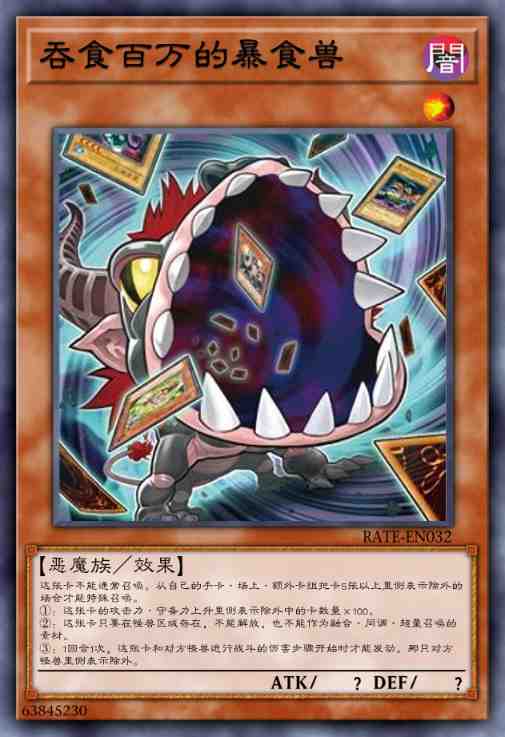 吞食百万的暴食兽
闇
RATE-EN032
[恶魔族／效果]
这张卡不能通常召唤。从自己的手卡·场上·额外卡组把卡5张以上里侧表示除外的
场合才能特殊召唤。
①：这张卡的攻击力·守备力上升里侧表示除外中的卡数量×100。
②：这张卡只要在怪兽区域存在，不能解放，也不能作为融合·同调·超量召唤的
素材。
③：1回合1次，这张卡和对方怪兽进行战斗的伤害步骤开始时才能发动。那只对方
怪兽里侧表示除外。
ATK/ ? DEF/ ?
63845230